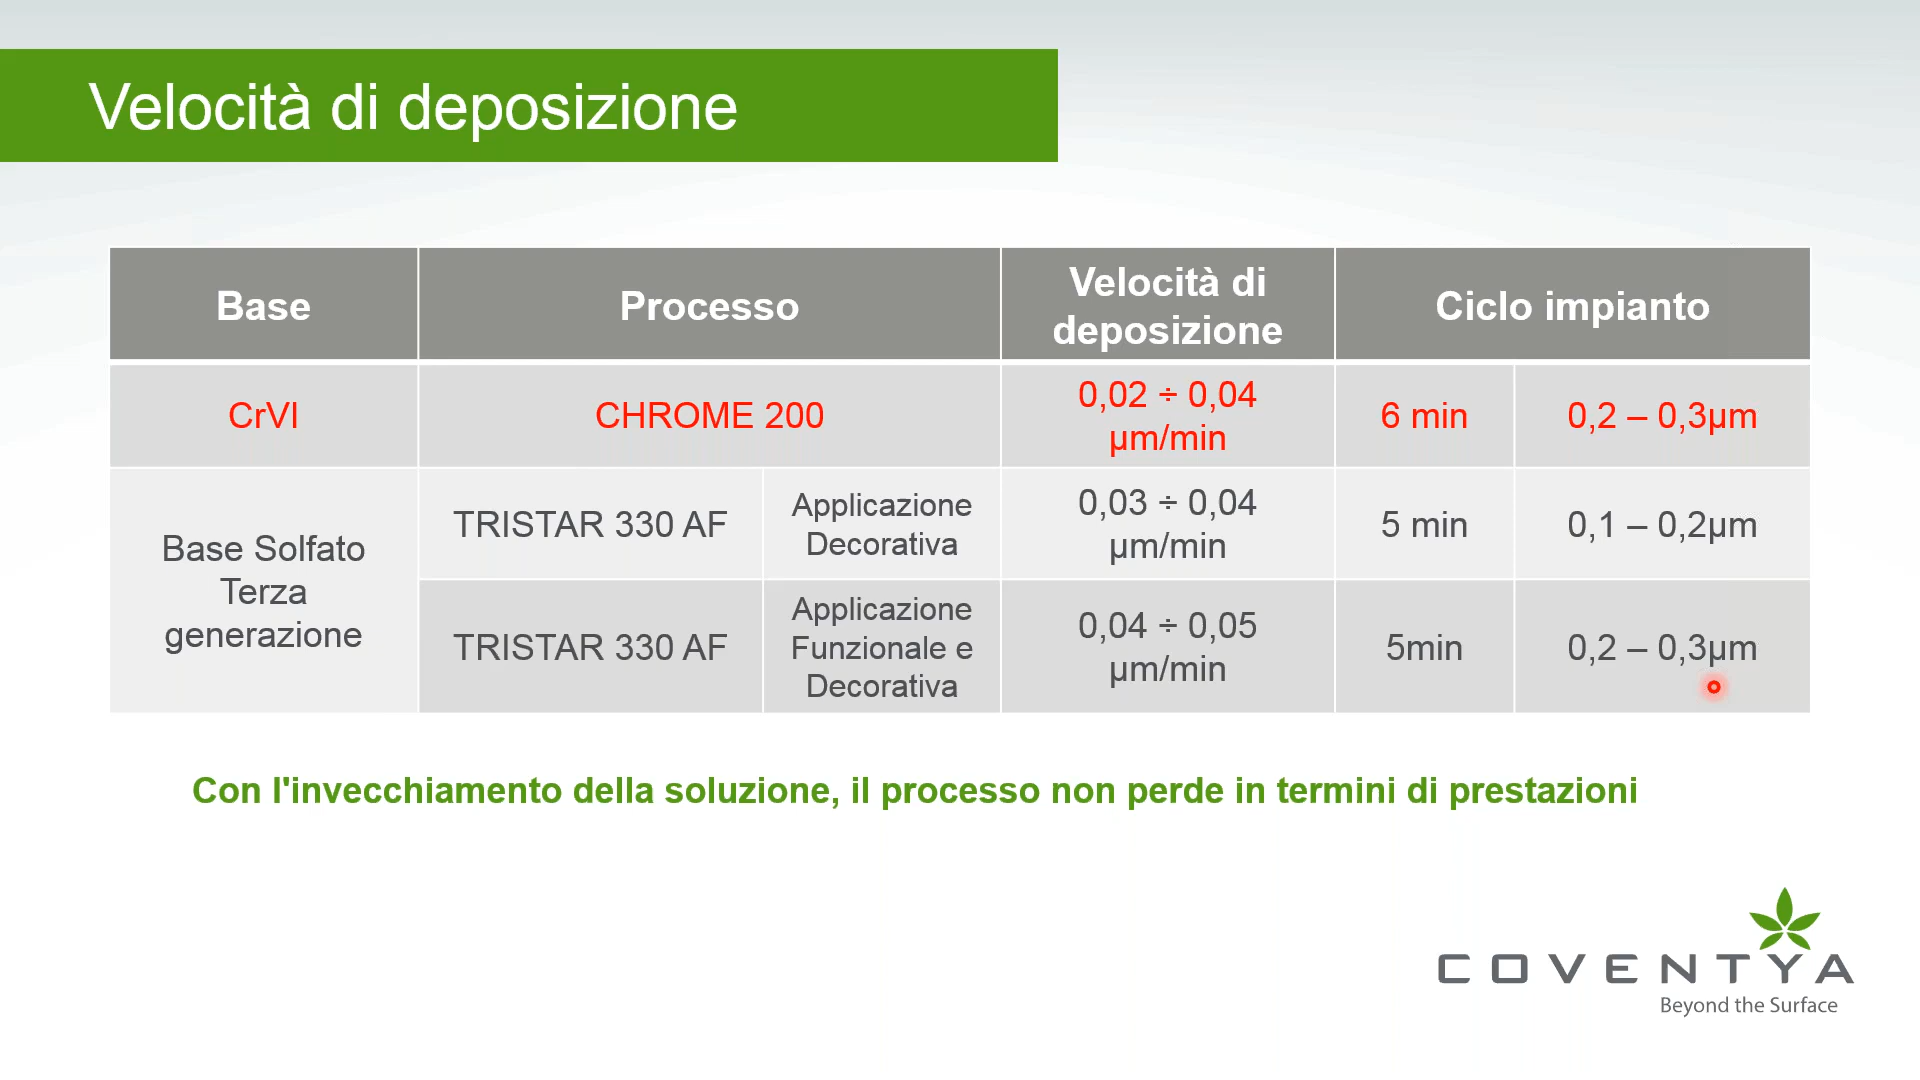 Velocità di deposizione
Base
Processo
Velocità di
deposizione
Ciclo impianto
CrVI
CHROME 200
0,02 ÷ 0,04
µm/min
6 min
0,2 – 0,3µm
Base Solfato
Terza
generazione
TRISTAR 330 AF
Applicazione
Decorativa
0,03 ÷ 0,04
µm/min
5 min
0,1 – 0,2µm
TRISTAR 330 AF
Applicazione
Funzionale e
Decorativa
0,04 ÷ 0,05
µm/min
5min
0,2 – 0,3µm
Con l'invecchiamento della soluzione, il processo non perde in termini di prestazioni
COVENTYA
Beyond the Surface